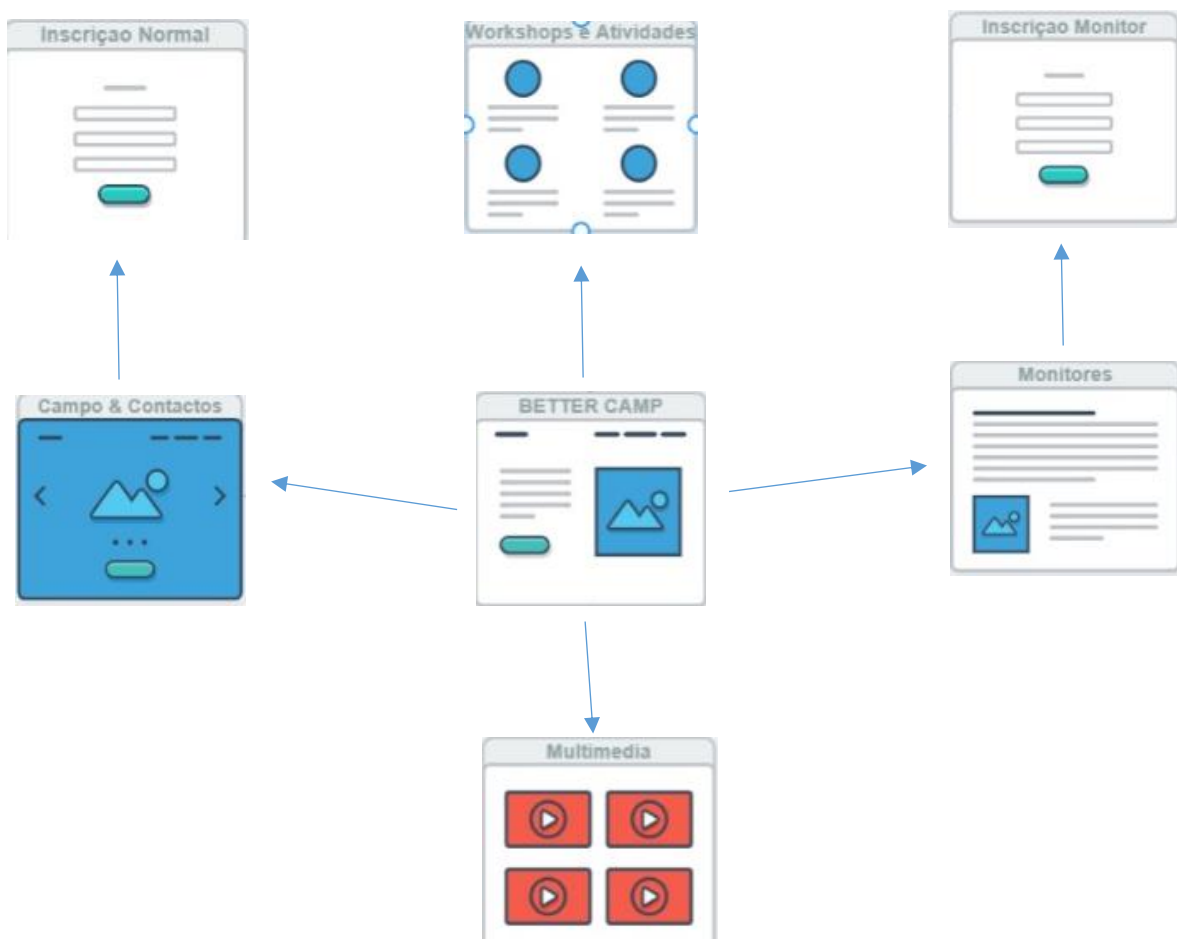 Inscriçao Normal
Workshops e Atividades
Inscriçao Monitor
Campo & Contactos
BETTER CAMP
Monitores
Multimedia